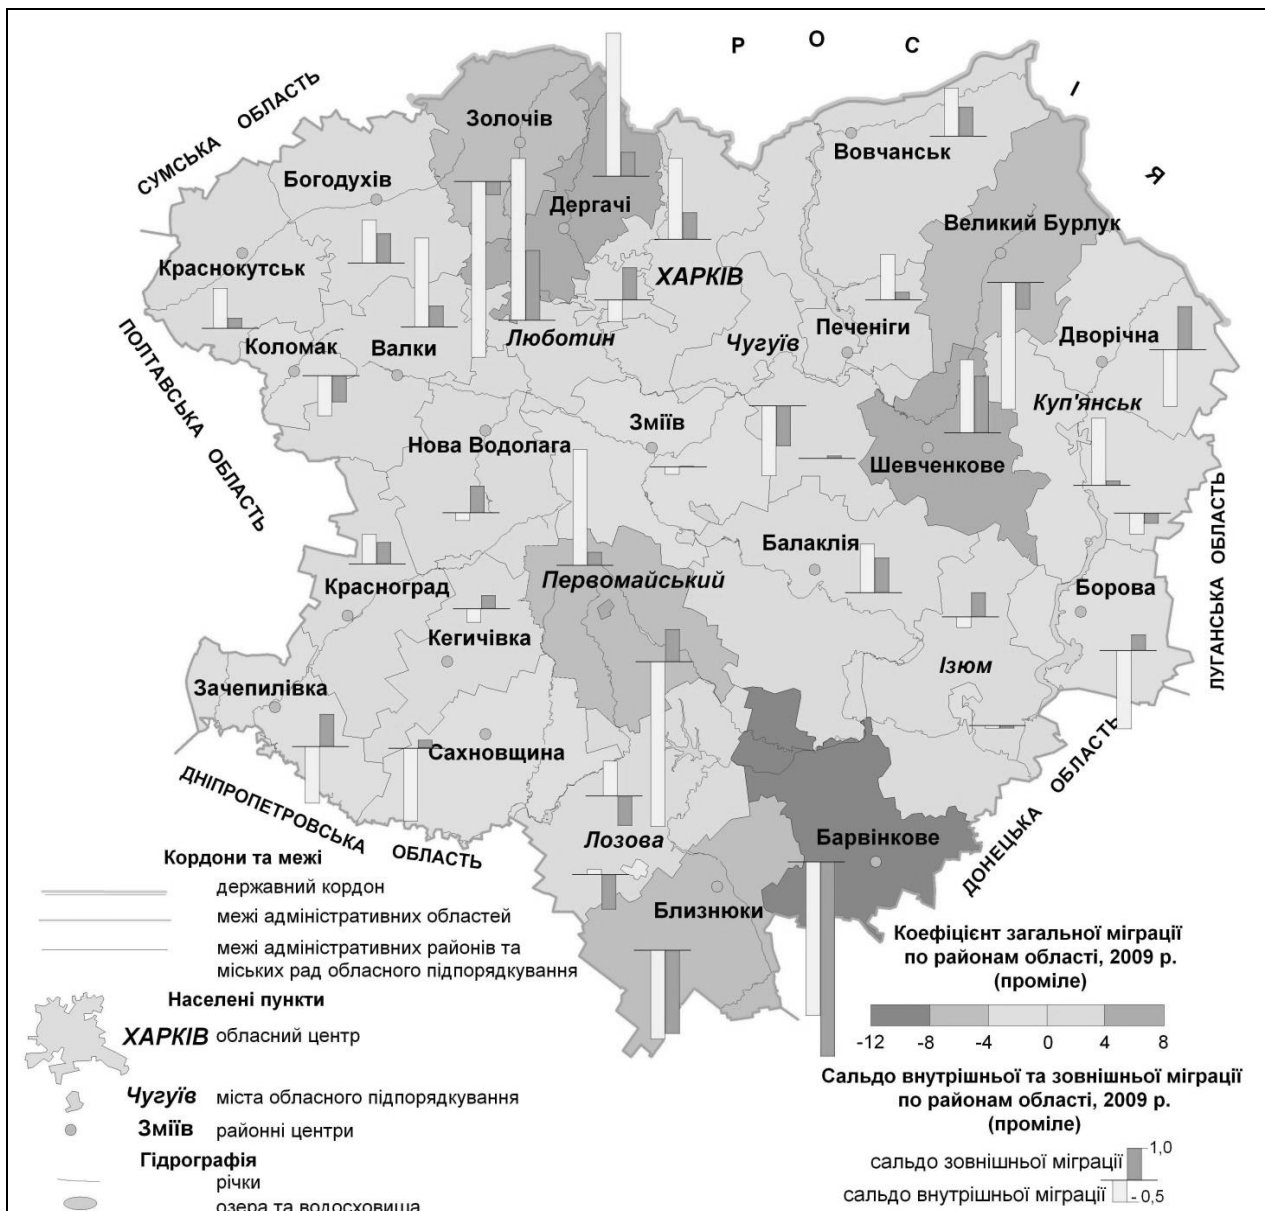 Р О С І Я
СУМСЬКА ОБЛАСТЬ
Золочів
Вовчанськ
Богодухів
Дергачі
Великий Бурлук
Краснокутськ
ХАРКІВ
Печеніги
Дворічна
Коломак
Валки
Люботин
Чугуїв
ПОЛТАВСЬКА ОБЛАСТЬ
Куп'янськ
Зміїв
Нова Водолага
Шевченкове
ЛУГАНСЬКА ОБЛАСТЬ
Балаклія
Первомайський
Красноград
Борова
Кегичівка
Ізюм
Зачепилівка
Сахновщина
ДНІПРОПЕТРОВСЬКА ОБЛАСТЬ
ДОНЕЦЬКА ОБЛАСТЬ
Лозова
Барвінкове
Близнюки
Кордони та межі
державний кордон
межі адміністративних областей
межі адміністративних районів та
міських рад обласного підпорядкування
Населені пункти
ХАРКІВ обласний центр
Чугуїв міста обласного підпорядкування
Зміїв районні центри
Гідрографія
річки
озера та водосховища
Коефіцієнт загальної міграції
по районам області, 2009 р.
(проміле)
-12 -8 -4 0 4 8
Сальдо внутрішньої та зовнішньої міграції
по районам області, 2009 р.
(проміле)
сальдо зовнішньої міграції 1,0
сальдо внутрішньої міграції - 0,5